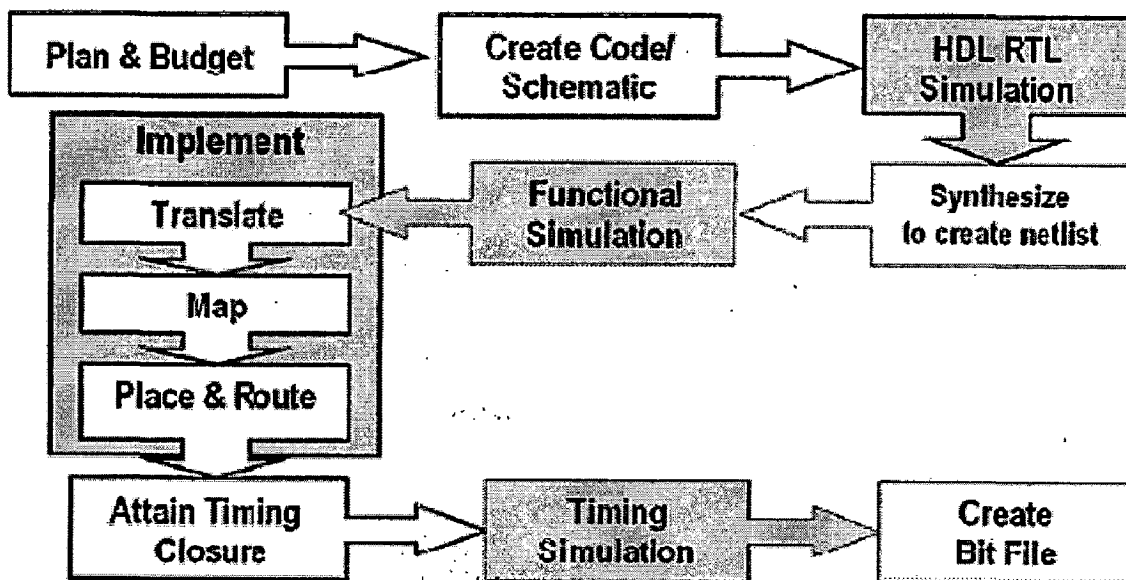 Plan & Budget
Create Code/
Schematic
HDL RTL
Simulation
Implement
Translate
Functional
Simulation
Synthesize
to create netlist
Map
Place & Route
Attain Timing
Closure
Timing
Simulation
Create
Bit File